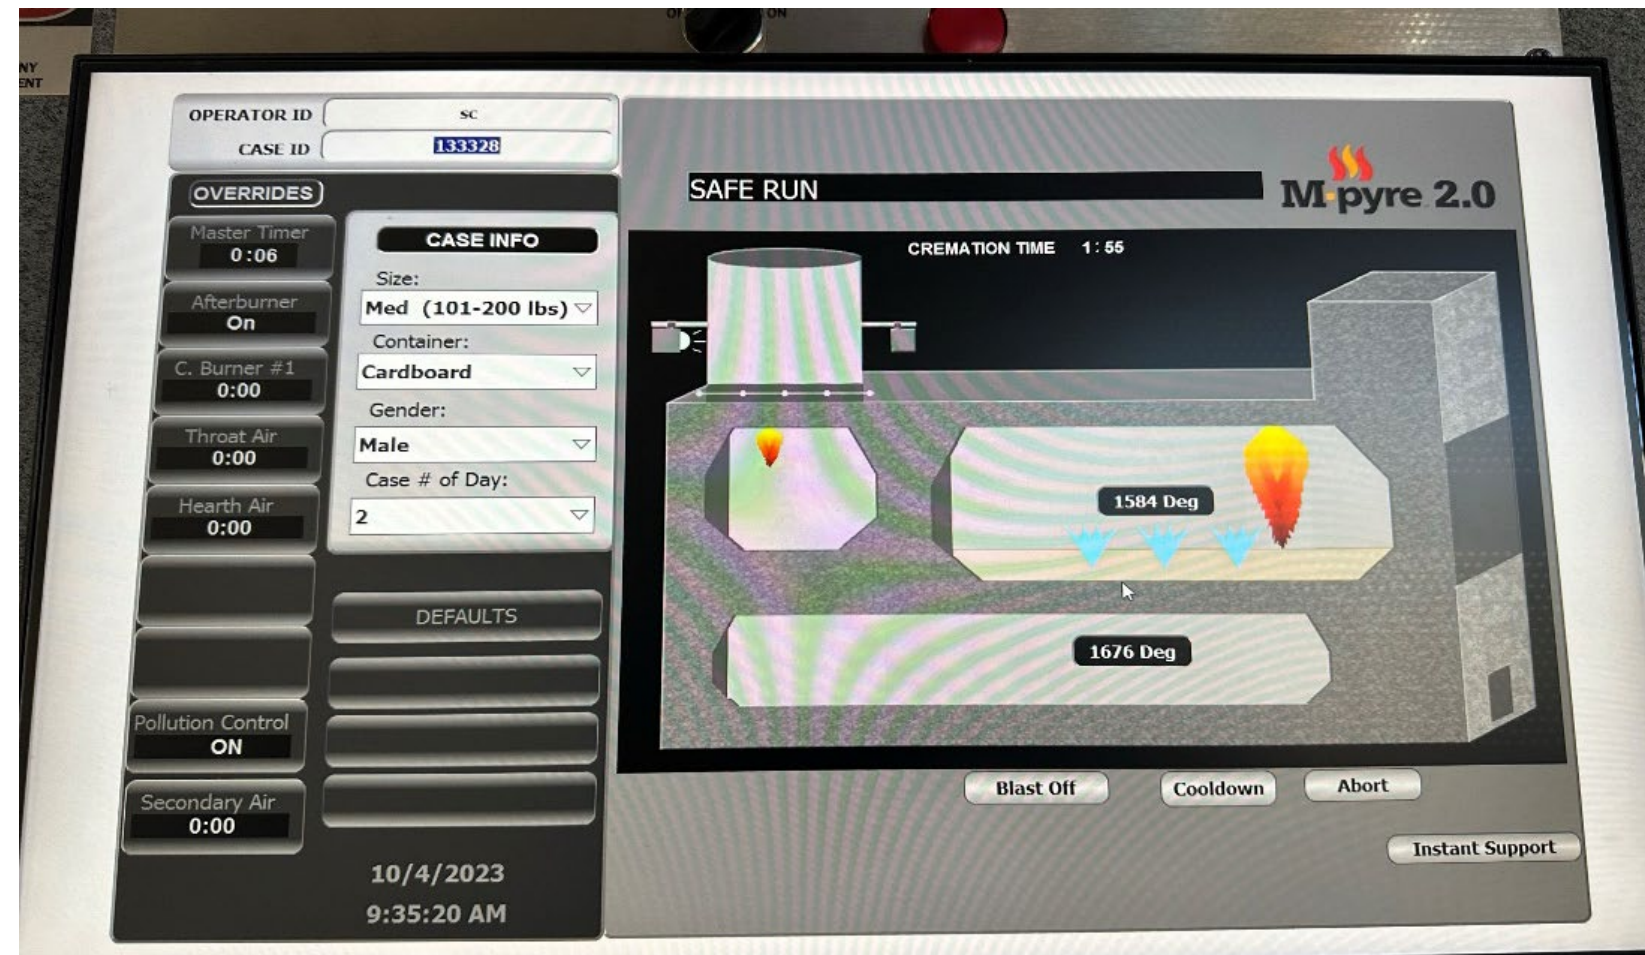 ON
NY
ENT
OPERATOR ID sc
CASE ID 133328
OVERRIDES
Master Timer
0:06
Afterburner
On
C. Burner #1
0:00
Throat Air
0:00
Hearth Air
0:00
Pollution Control
ON
Secondary Air
0:00
CASE INFO
Size:
Med (101-200 lbs)
Container:
Cardboard
Gender:
Male
Case # of Day:
2
DEFAULTS
10/4/2023
9:35:20 AM
SAFE RUN
M-pyre 2.0
CREMATION TIME 1:55
1584 Deg
1676 Deg
Blast Off
Cooldown
Abort
Instant Support